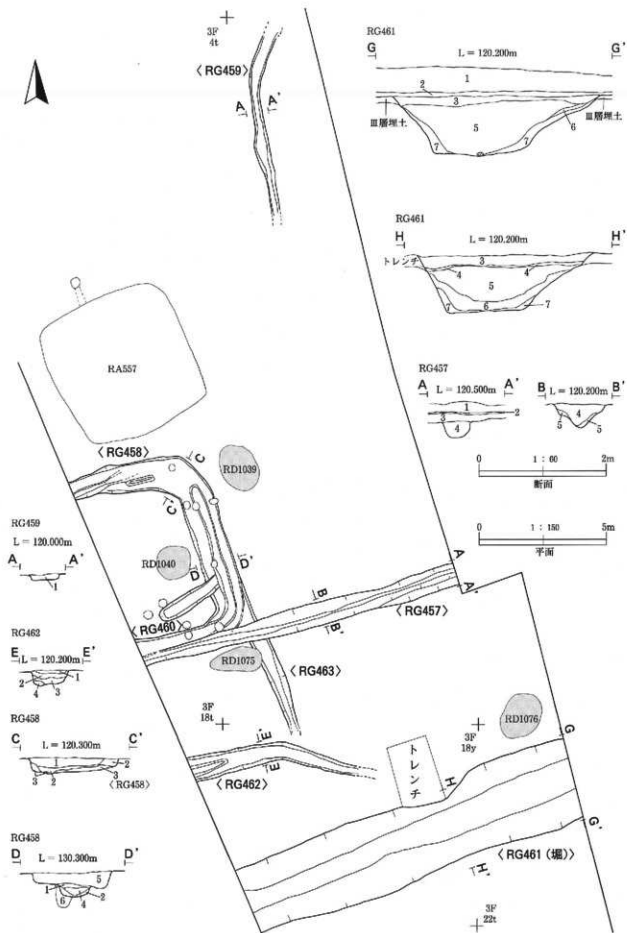 3F
4t
〈RG459〉
A A'
RA557
〈RG458〉
C
C'
RD1039
RD1040
D D'
〈RG460〉
B
B'
A
A'
〈RG457〉
RD1075
〈RG463〉
3F
18t
3F
18y
RD1076
G
G'
トレンチ
E'
E
〈RG462〉
H
H'
〈RG461 (堀)〉
3F
22t
RG461
G G'
L = 120.200m
1
2
3
Ⅲ層埋土 Ⅲ層埋土
5
6
7 7
RG461
H H'
L = 120.200m
トレンチ
3
4 4
5
6
7 7
RG457
A A' B B'
L = 120.500m L = 120.200m
1
2
3
4
4
5 5
0 1 : 60 2m
断面
0 1 : 150 5m
平面
RG459
L = 120.000m
A A'
1
RG462
E E'
L = 120.200m
1
2
3
4
RG458
C C'
L = 120.300m
1
2
3
3 2
〈RG458〉
RG458
D D'
L = 130.300m
1
5
2
4
6